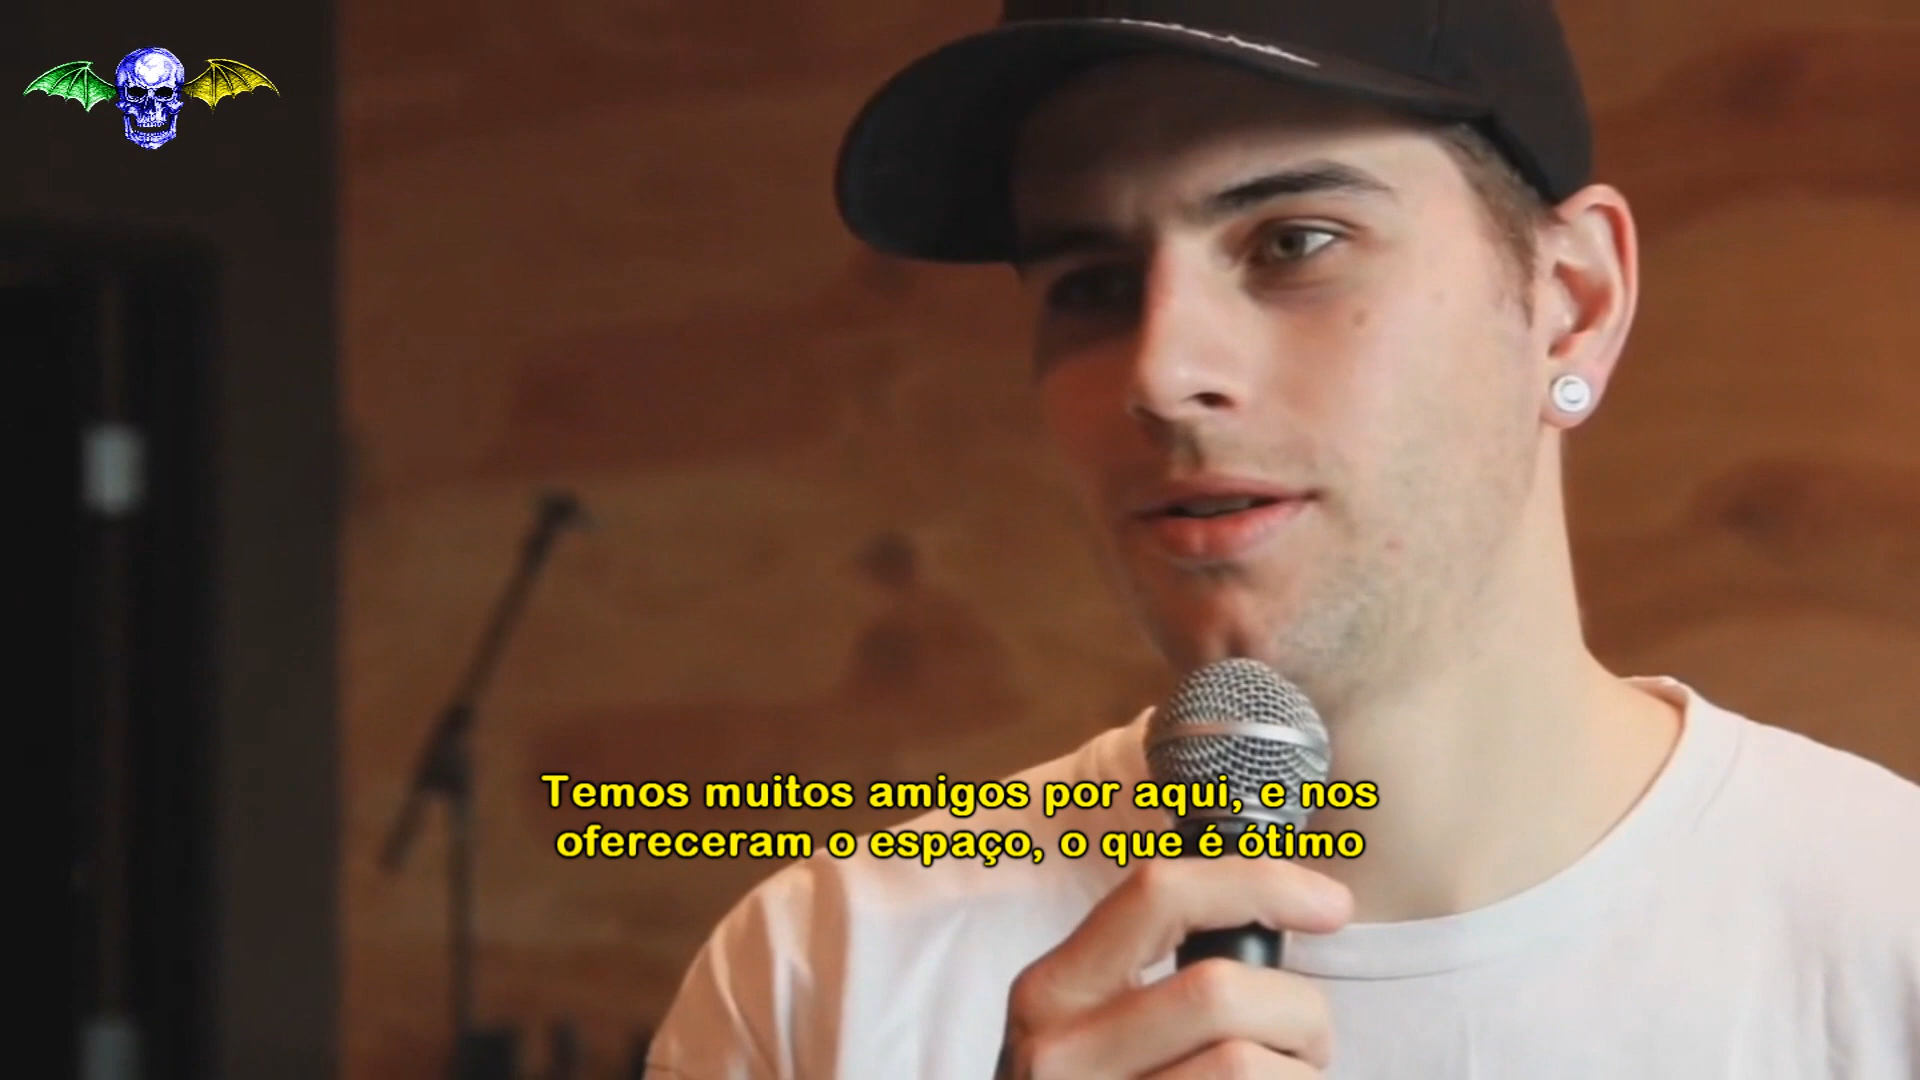 Temos muitos amigos por aqui, e nos
ofereceram o espaço, o que é ótimo